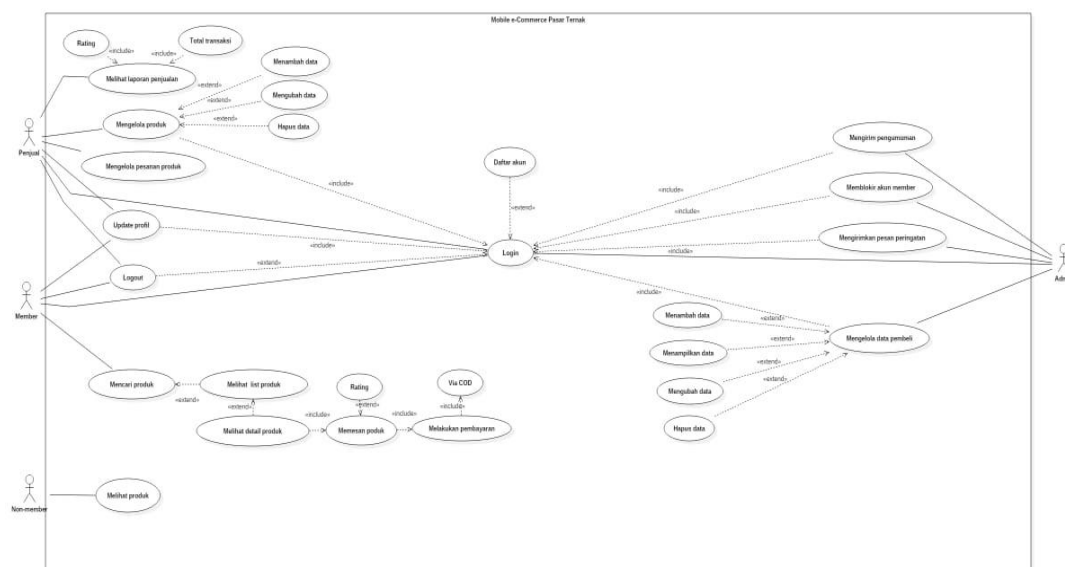 Mobile e-Commerce Pasar Ternak
Rating
Total transaksi
«include»
«include»
Melihat laporan penjualan
Menambah data
«extend»
Mengubah data
«extend»
Mengelola produk
«extend»
Hapus data
Penjual
Mengelola pesanan produk
«include»
Daftar akun
«extend»
Mengirim pengumuman
«include»
Memblokir akun member
«include»
Mengirimkan pesan peringatan
«include»
Update profil
«include»
Login
Logout
«extend»
Member
«include»
Menambah data
«extend»
Menampilkan data
«extend»
Mengelola data pembeli
Mengubah data
«extend»
Hapus data
Mencari produk
«extend»
Melihat list produk
«extend»
Melihat detail produk
«include»
Rating
«extend»
Memesan poduk
«include»
Via COD
«include»
Melakukan pembayaran
Non-member
Melihat produk